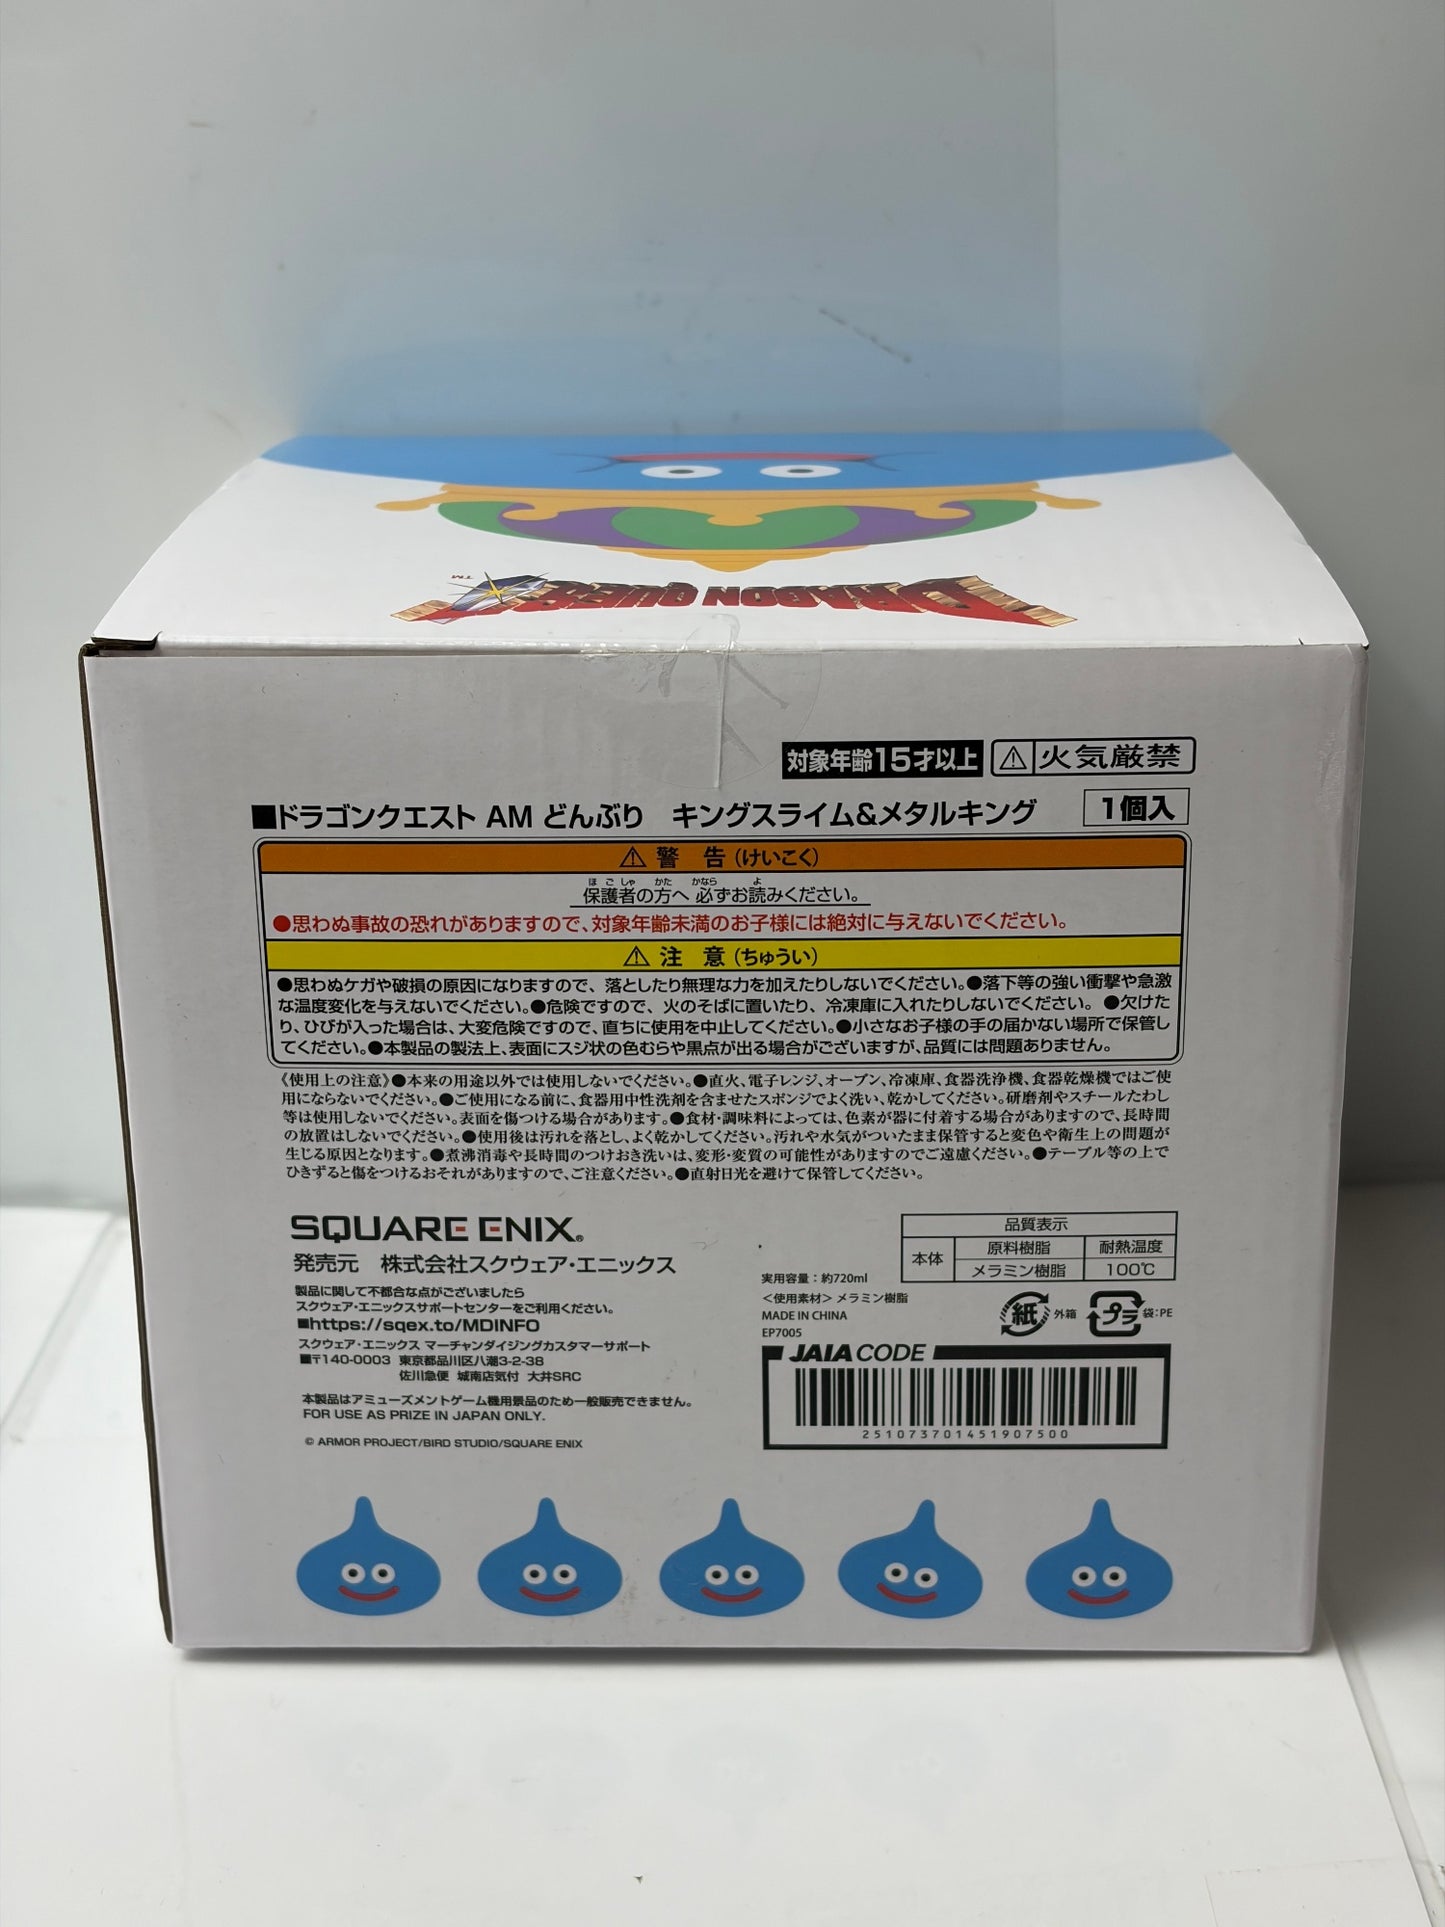 DRAGON QUEST
TM
対象年齢15才以上
⚠火気厳禁
■ドラゴンクエスト AM どんぶり キングスライム&メタルキング
1個入
⚠ 警 告(けいこく)
ほごしゃ かた かなら よ
保護者の方へ 必ずお読みください。
●思わぬ事故の恐れがありますので、対象年齢未満のお子様には絶対に与えないでください。
⚠ 注 意(ちゅうい)
●思わぬケガや破損の原因になりますので、落としたり無理な力を加えたりしないでください。●落下等の強い衝撃や急激
な温度変化を与えないでください。●危険ですので、火のそばに置いたり、冷凍庫に入れたりしないでください。●欠けた
り、ひびが入った場合は、大変危険ですので、直ちに使用を中止してください。●小さなお子様の手の届かない場所で保管し
てください。●本製品の製法上、表面にスジ状の色むらや黒点が出る場合がございますが、品質には問題ありません。
《使用上の注意》●本来の用途以外では使用しないでください。●直火、電子レンジ、オーブン、冷凍庫、食器洗浄機、食器乾燥機ではご使
用にならないでください。●ご使用になる前に、食器用中性洗剤を含ませたスポンジでよく洗い、乾かしてください。研磨剤やスチールたわし
等は使用しないでください。表面を傷つける場合があります。●食材・調味料によっては、色素が器に付着する場合がありますので、長時間
の放置はしないでください。●使用後は汚れを落とし、よく乾かしてください。汚れや水気がついたまま保管すると変色や衛生上の問題が
生じる原因となります。●煮沸消毒や長時間のつけおき洗いは、変形・変質の可能性がありますのでご遠慮ください。●テーブル等の上で
ひきずると傷をつけるおそれがありますので、ご注意ください。●直射日光を避けて保管してください。
SQUARE ENIX®
発売元 株式会社スクウェア・エニックス
製品に関して不都合な点がございましたら
スクウェア・エニックスサポートセンターをご利用ください。
■https://sqex.to/MDINFO
スクウェア・エニックス マーチャンダイジングカスタマーサポート
■〒140-0003 東京都品川区八潮3-2-38
佐川急便 城南店気付 大井SRC
本製品はアミューズメントゲーム機用景品のため一般販売できません。
FOR USE AS PRIZE IN JAPAN ONLY.
© ARMOR PROJECT/BIRD STUDIO/SQUARE ENIX
品質表示
本体 原料樹脂 耐熱温度
メラミン樹脂 100℃
実用容量：約720ml
＜使用素材＞メラミン樹脂
MADE IN CHINA
EP7005
紙 外箱 プラ 袋:PE
JAIA CODE
251073701451907500